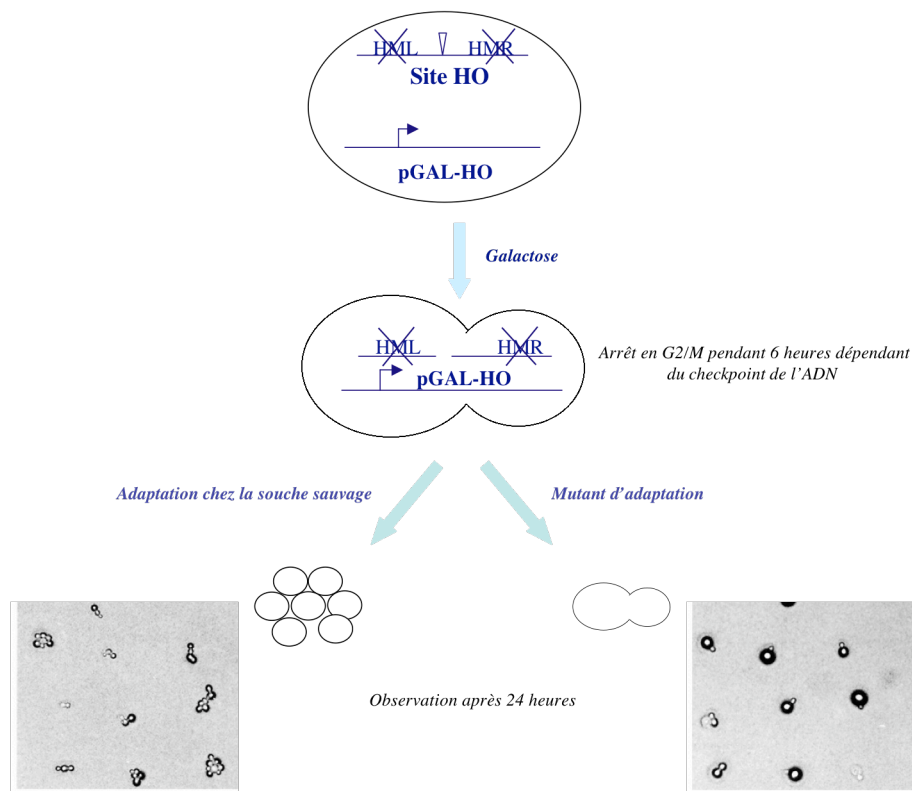 HML HMR
Site HO
pGAL-HO
Galactose
HML HMR
pGAL-HO
Arrêt en G2/M pendant 6 heures dépendant
du checkpoint de l'ADN
Adaptation chez la souche sauvage
Mutant d'adaptation
Observation après 24 heures